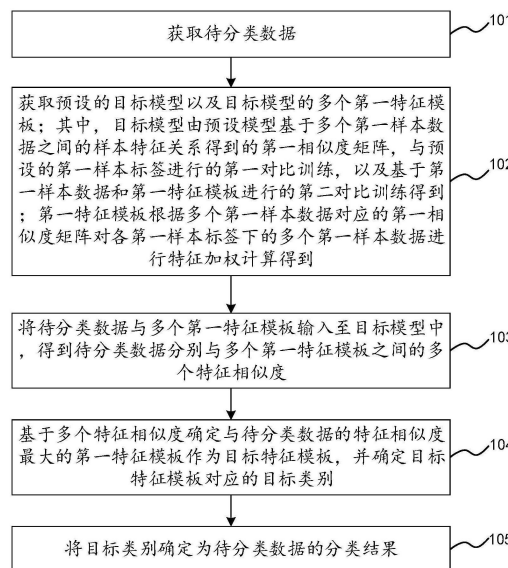 获取待分类数据
101
获取预设的目标模型以及目标模型的多个第一特征模
板；其中，目标模型由预设模型基于多个第一样本数
据之间的样本特征关系得到的第一相似度矩阵，与预
设的第一样本标签进行的第一对比训练，以及基于第
一样本数据和第一特征模板进行的第二对比训练得到
；第一特征模板根据多个第一样本数据对应的第一相
似度矩阵对各第一样本标签下的多个第一样本数据进
行特征加权计算得到
102
将待分类数据与多个第一特征模板输入至目标模型中
，得到待分类数据分别与多个第一特征模板之间的多
个特征相似度
103
基于多个特征相似度确定与待分类数据的特征相似度
最大的第一特征模板作为目标特征模板，并确定目标
特征模板对应的目标类别
104
将目标类别确定为待分类数据的分类结果
105